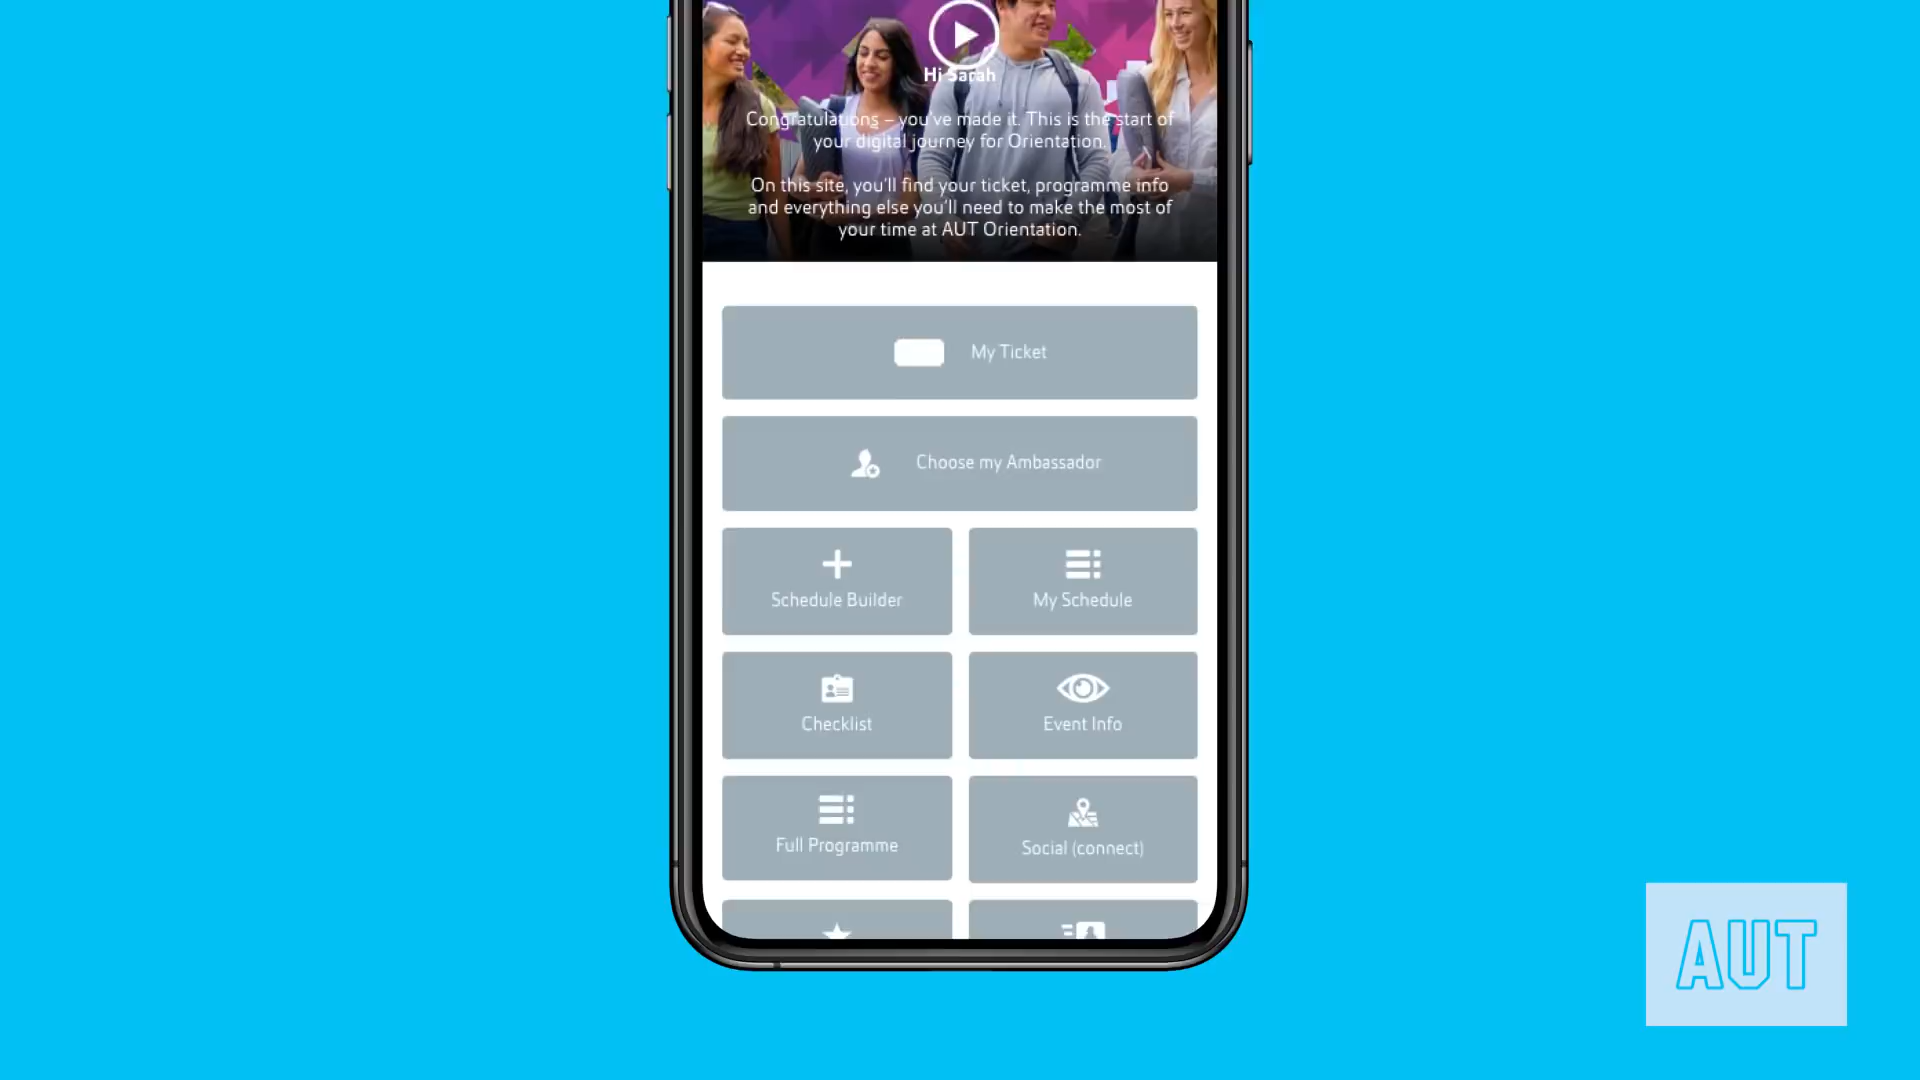 Hi Sarah
Congratulations – you've made it. This is the start of
your digital journey for Orientation.
On this site, you'll find your ticket, programme info
and everything else you'll need to make the most of
your time at AUT Orientation.
My Ticket
Choose my Ambassador
Schedule Builder
My Schedule
Checklist
Event Info
Full Programme
Social (connect)
AUT